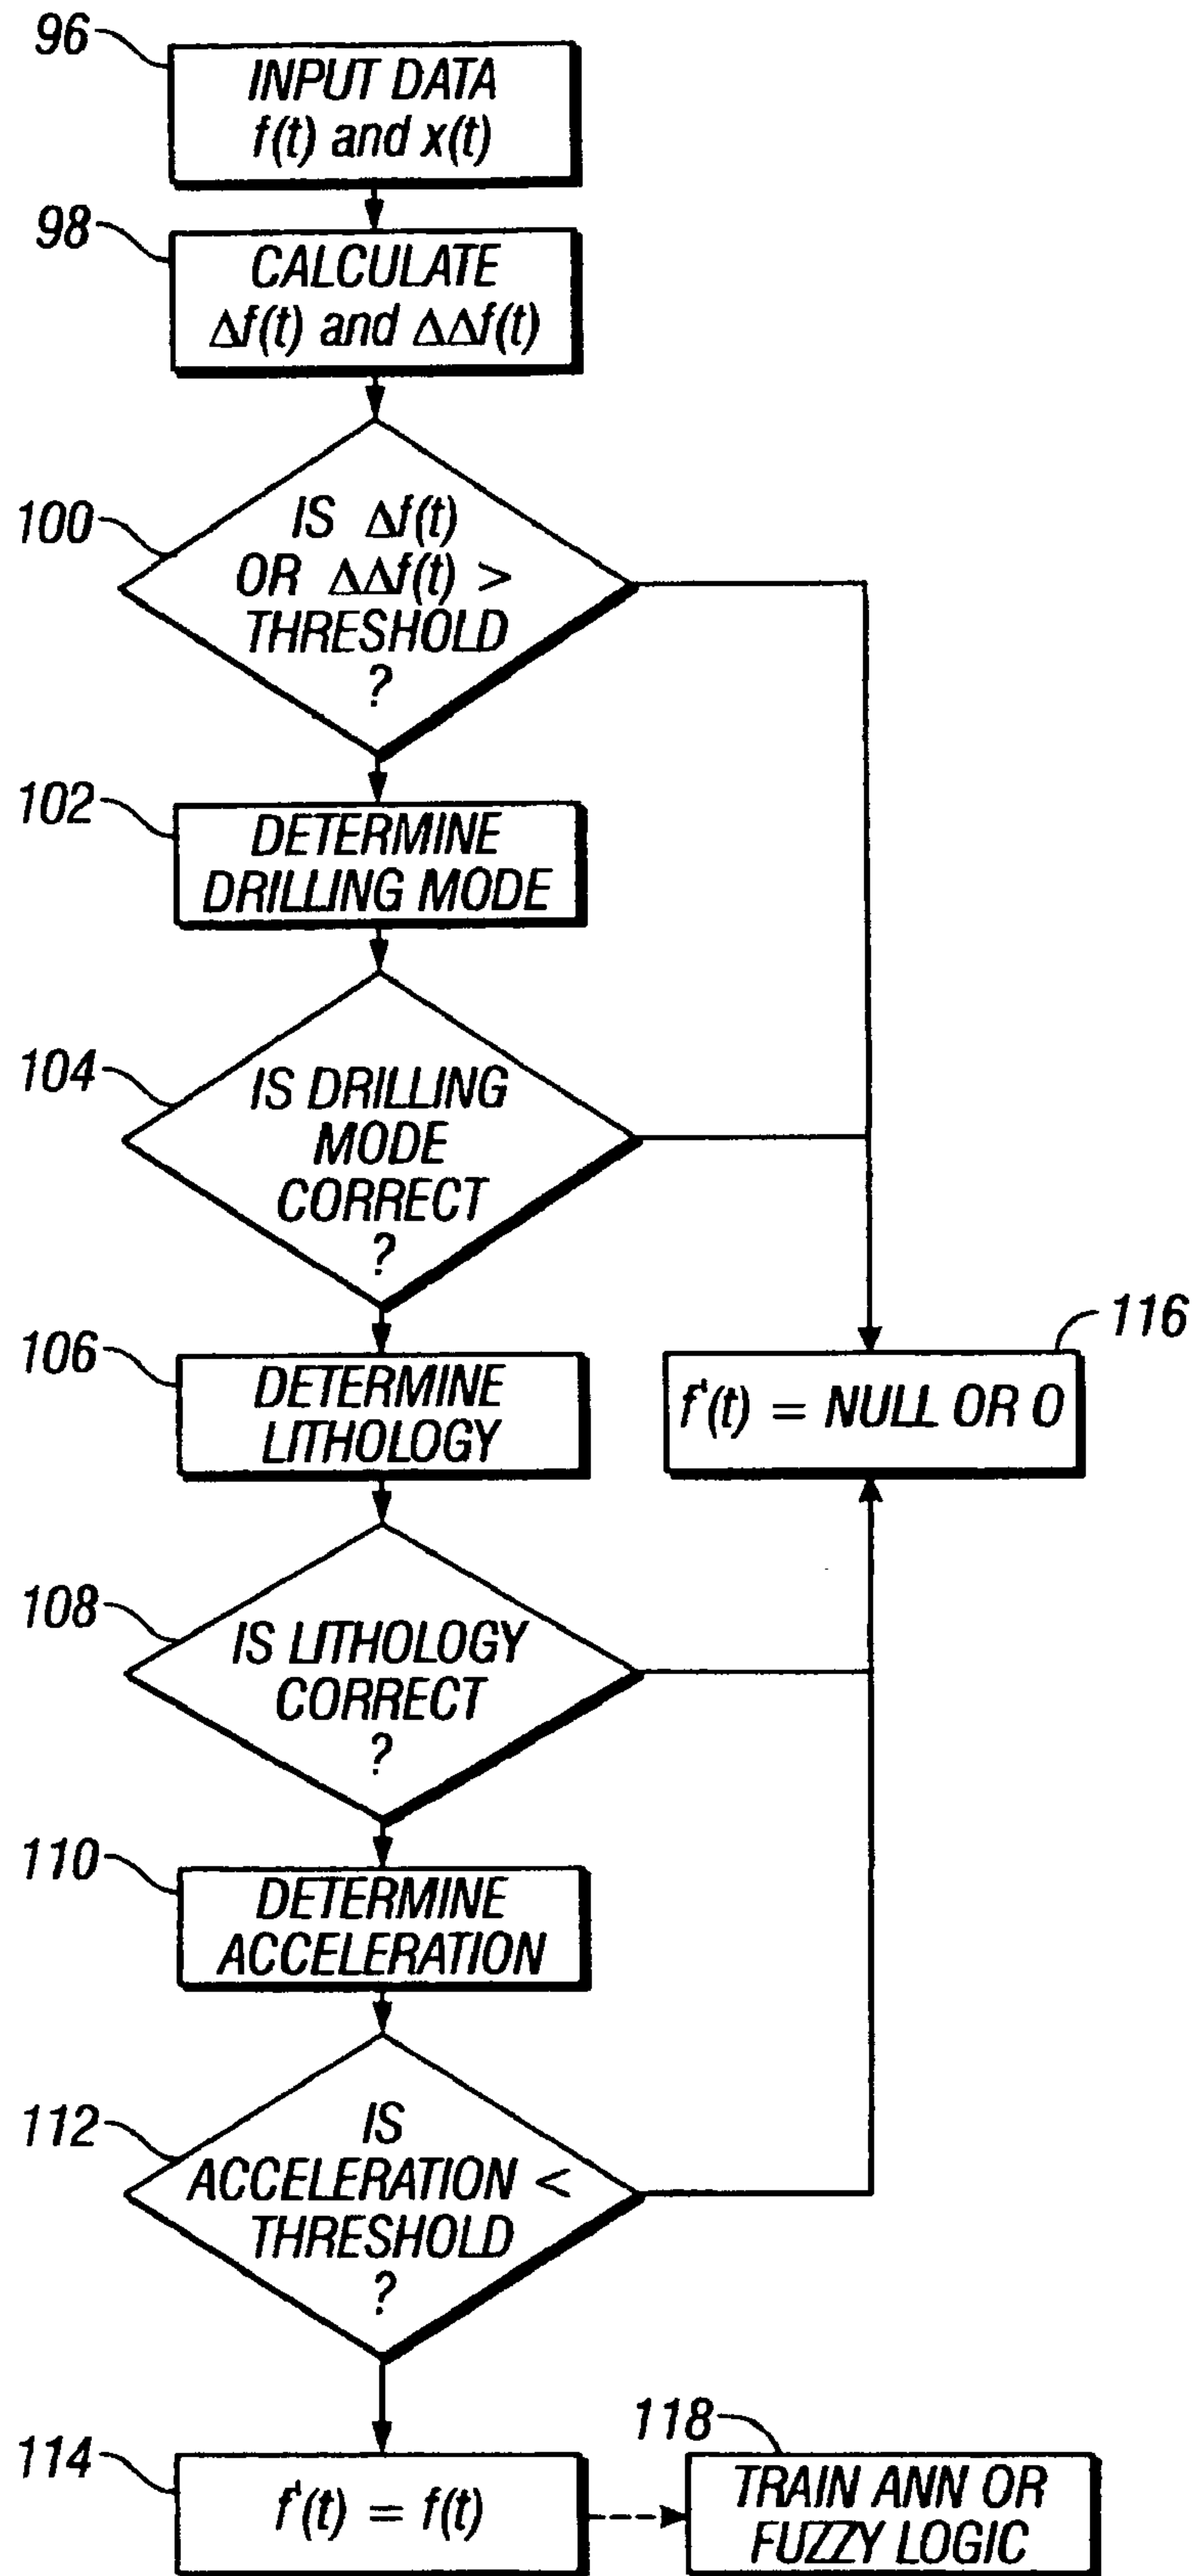 96
INPUT DATA
f(t) and x(t)
98
CALCULATE
Δf(t) and ΔΔf(t)
100
IS Δf(t)
OR ΔΔf(t) >
THRESHOLD
?
102
DETERMINE
DRILLING MODE
104
IS DRILLING
MODE
CORRECT
?
106
DETERMINE
LITHOLOGY
116
f'(t) = NULL OR O
108
IS LITHOLOGY
CORRECT
?
110
DETERMINE
ACCELERATION
112
IS
ACCELERATION <
THRESHOLD
?
114
f'(t) = f(t)
118
TRAIN ANN OR
FUZZY LOGIC